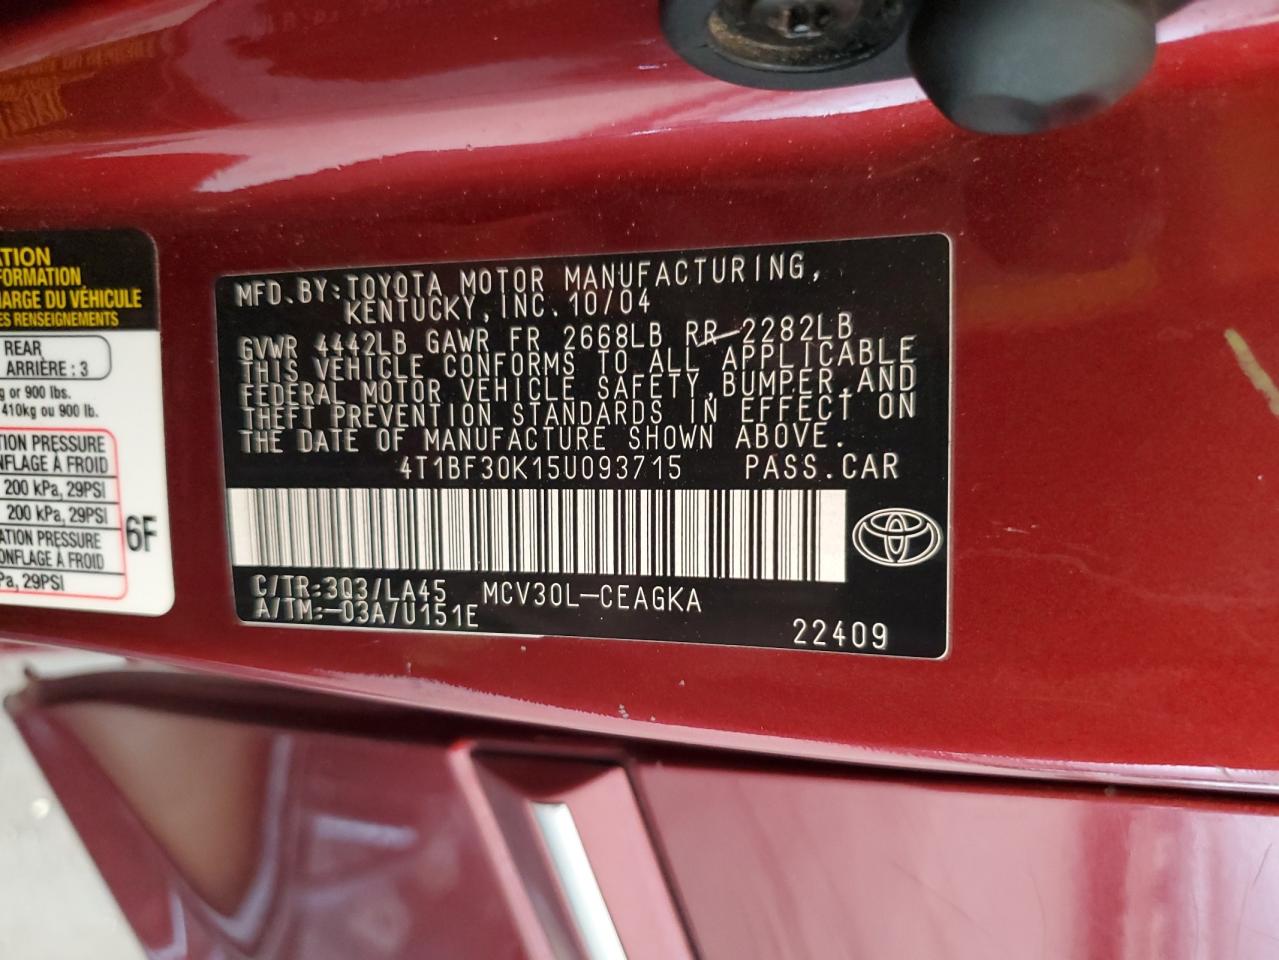 TION
FORMATION
HARGE DU VÉHICULE
ES RENSEIGNEMENTS
REAR
ARRIÈRE : 3
g or 900 lbs.
410kg ou 900 lb.
TION PRESSURE
NFLAGE À FROID
200 kPa, 29PSI
200 kPa, 29PSI
ATION PRESSURE
ONFLAGE À FROID
Pa, 29PSI
6F
MFD. BY: TOYOTA MOTOR MANUFACTURING,
KENTUCKY, INC. 10/04
GVWR 4442LB GAWR FR 2668LB RR 2282LB
THIS VEHICLE CONFORMS TO ALL APPLICABLE
FEDERAL MOTOR VEHICLE SAFETY, BUMPER, AND
THEFT PREVENTION STANDARDS IN EFFECT ON
THE DATE OF MANUFACTURE SHOWN ABOVE.
4T1BF30K15U093715 PASS. CAR
C/TR: 3Q3/LA45 MCV30L-CEAGKA
A/TM: -03A/U151E
22409